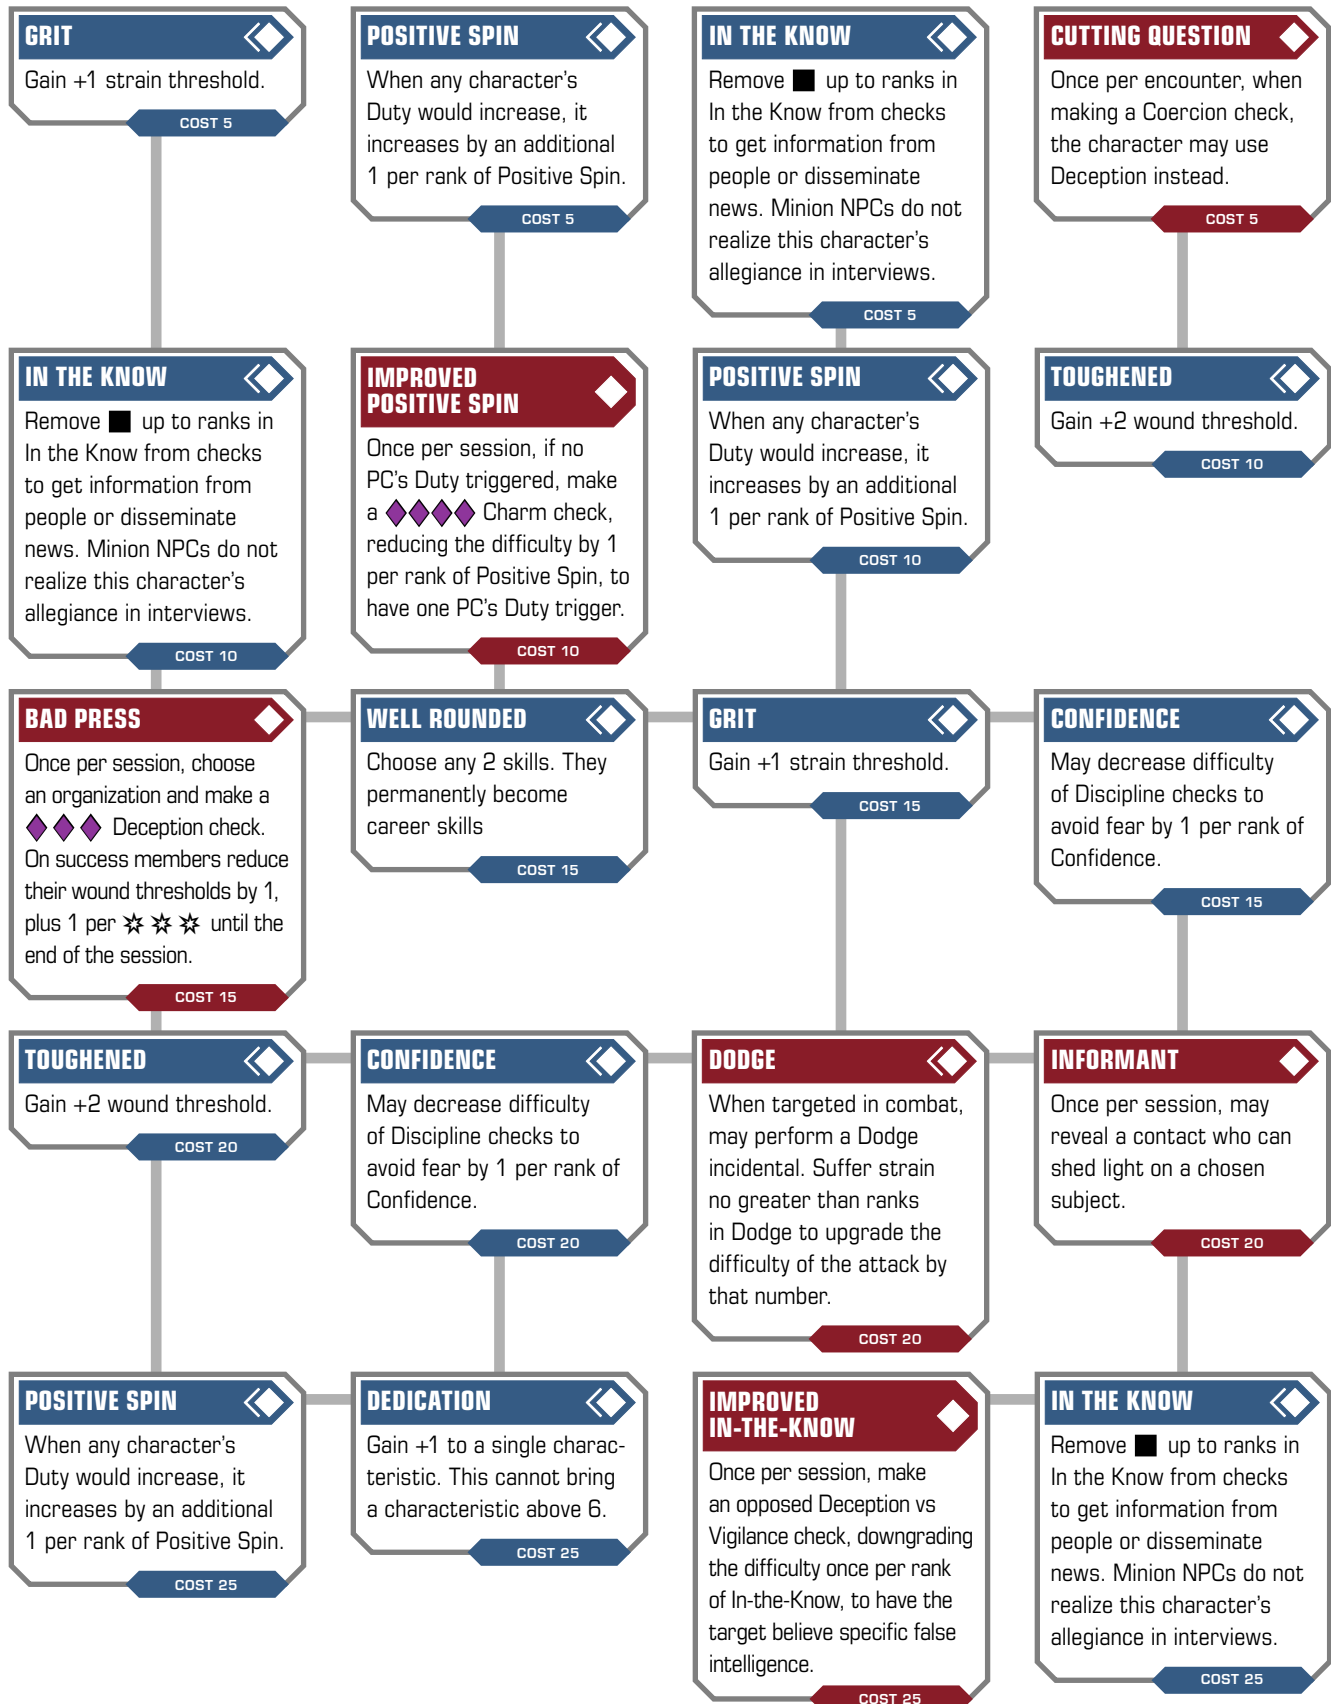 GRIT
Gain +1 strain threshold.
COST 5
POSITIVE SPIN
When any character's
Duty would increase, it
increases by an additional
1 per rank of Positive Spin.
COST 5
IN THE KNOW
Remove up to ranks in
In the Know from checks
to get information from
people or disseminate
news. Minion NPCs do not
realize this character's
allegiance in interviews.
COST 5
CUTTING QUESTION
Once per encounter, when
making a Coercion check,
the character may use
Deception instead.
COST 5
IN THE KNOW
Remove up to ranks in
In the Know from checks
to get information from
people or disseminate
news. Minion NPCs do not
realize this character's
allegiance in interviews.
COST 10
IMPROVED
POSITIVE SPIN
Once per session, if no
PC's Duty triggered, make
a Charm check,
reducing the difficulty by 1
per rank of Positive Spin, to
have one PC's Duty trigger.
COST 10
POSITIVE SPIN
When any character's
Duty would increase, it
increases by an additional
1 per rank of Positive Spin.
COST 10
TOUGHENED
Gain +2 wound threshold.
COST 10
BAD PRESS
Once per session, choose
an organization and make a
Deception check.
On success members reduce
their wound thresholds by 1,
plus 1 per until the
end of the session.
COST 15
WELL ROUNDED
Choose any 2 skills. They
permanently become
career skills
COST 15
GRIT
Gain +1 strain threshold.
COST 15
CONFIDENCE
May decrease difficulty
of Discipline checks to
avoid fear by 1 per rank of
Confidence.
COST 15
TOUGHENED
Gain +2 wound threshold.
COST 20
CONFIDENCE
May decrease difficulty
of Discipline checks to
avoid fear by 1 per rank of
Confidence.
COST 20
DODGE
When targeted in combat,
may perform a Dodge
incidental. Suffer strain
no greater than ranks
in Dodge to upgrade the
difficulty of the attack by
that number.
COST 20
INFORMANT
Once per session, may
reveal a contact who can
shed light on a chosen
subject.
COST 20
POSITIVE SPIN
When any character's
Duty would increase, it
increases by an additional
1 per rank of Positive Spin.
COST 25
DEDICATION
Gain +1 to a single charac-
teristic. This cannot bring
a characteristic above 6.
COST 25
IMPROVED
IN-THE-KNOW
Once per session, make
an opposed Deception vs
Vigilance check, downgrading
the difficulty once per rank
of In-the-Know, to have the
target believe specific false
intelligence.
COST 25
IN THE KNOW
Remove up to ranks in
In the Know from checks
to get information from
people or disseminate
news. Minion NPCs do not
realize this character's
allegiance in interviews.
COST 25